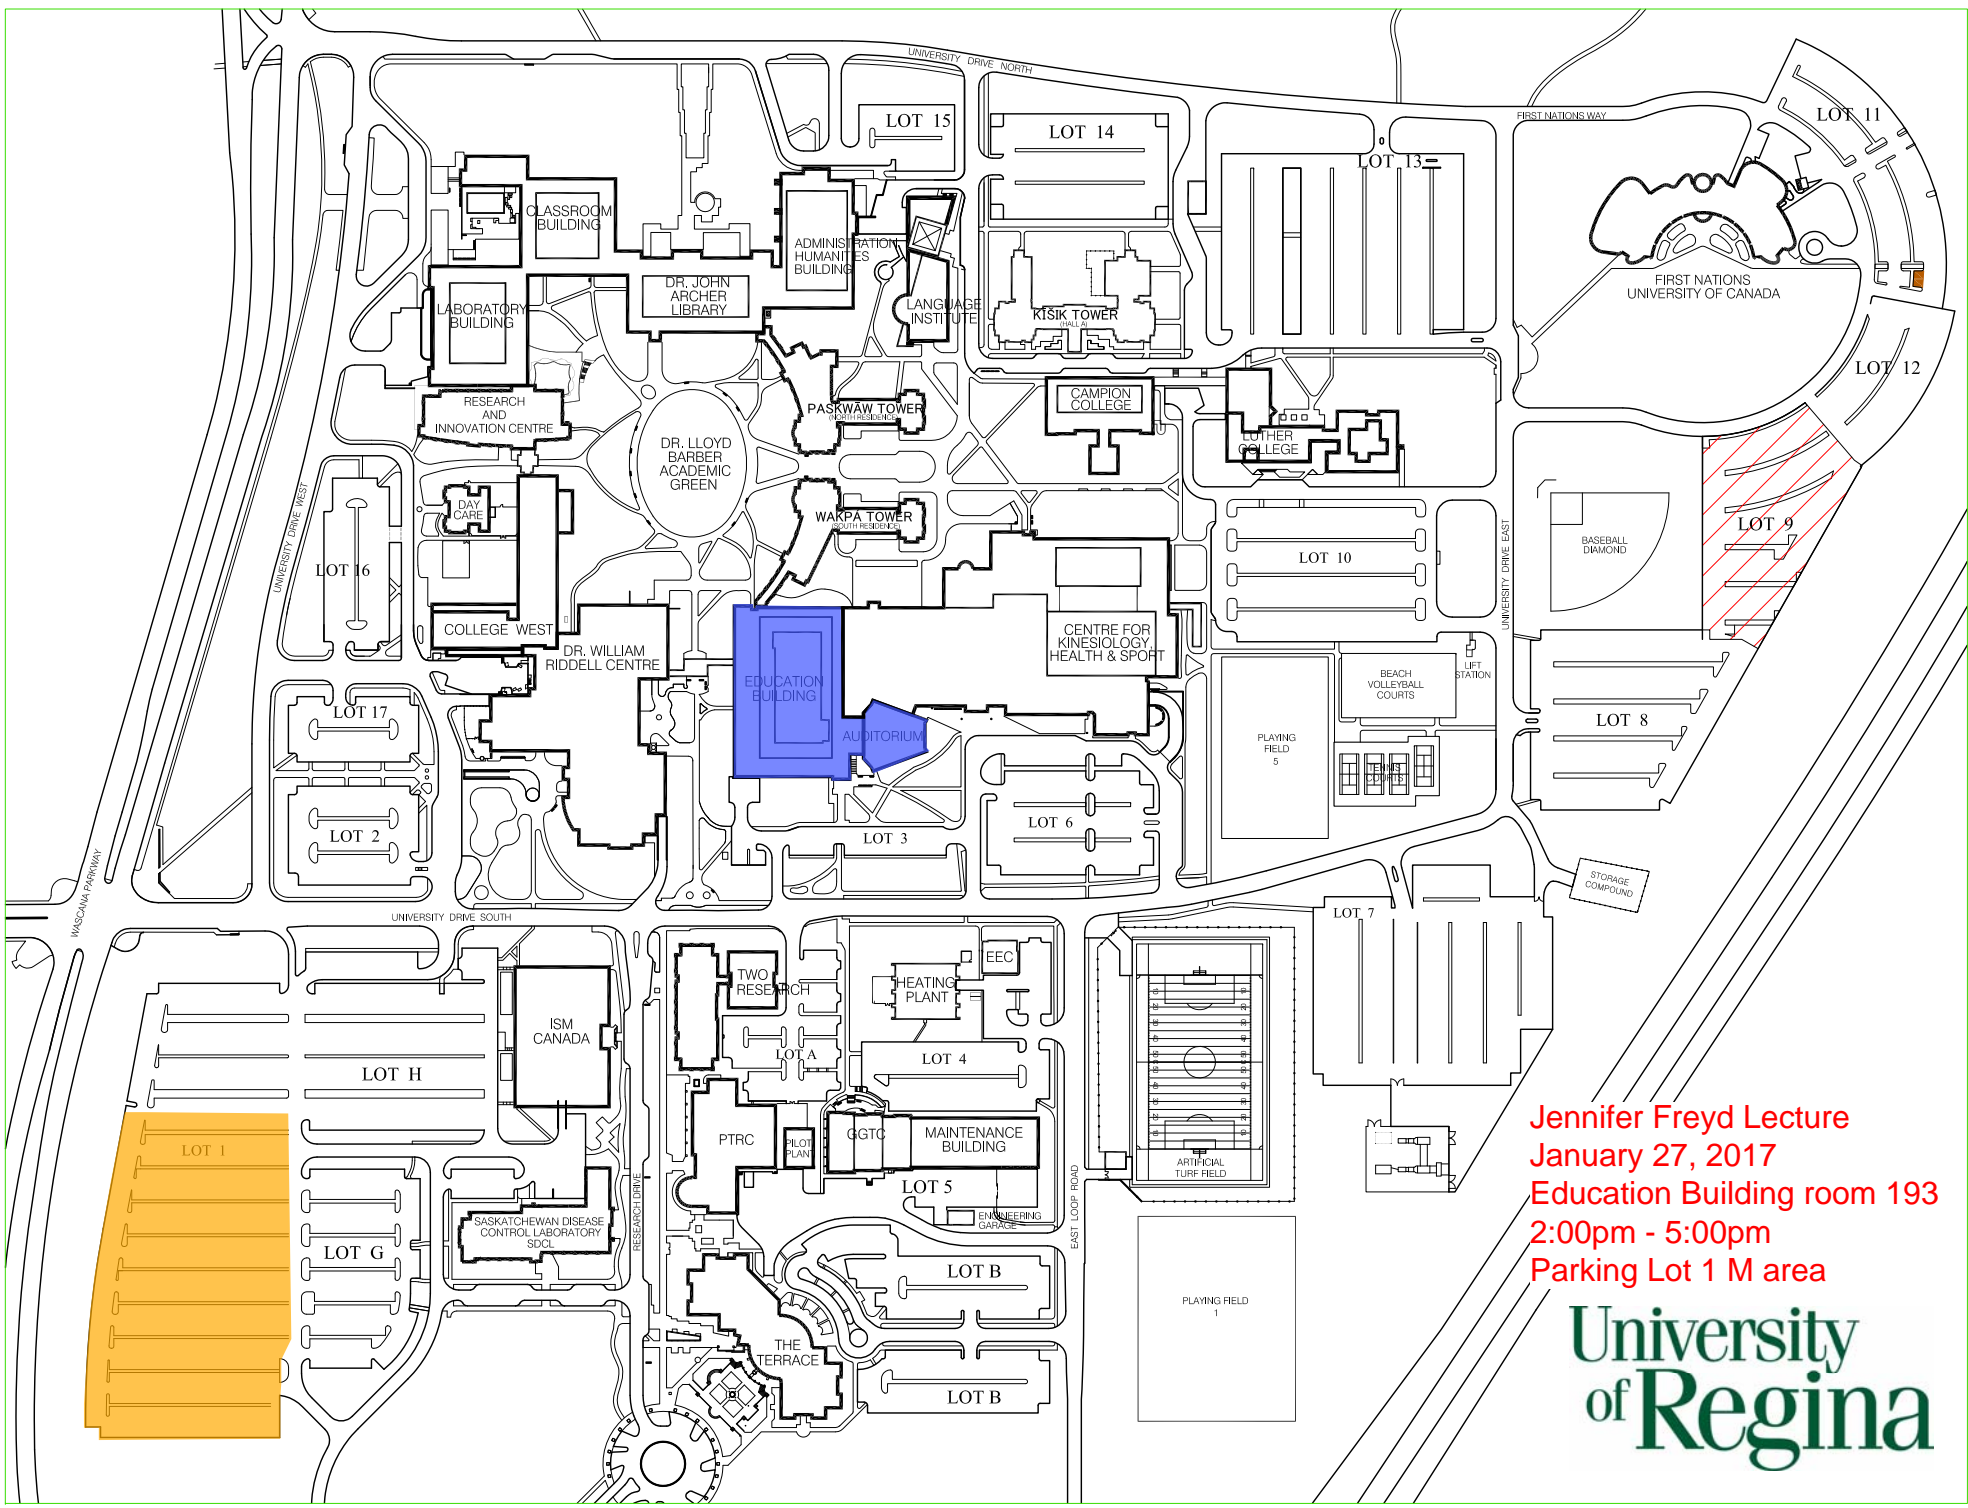 UNIVERSITY DRIVE NORTH
FIRST NATIONS WAY
LOT 11
LOT 15
LOT 14
LOT 13
CLASSROOM
BUILDING
ADMINISTRATION
HUMANITIES
BUILDING
DR. JOHN
ARCHER
LIBRARY
LABORATORY
BUILDING
LANGUAGE
INSTITUTE
KĪŠIK TOWER
(HALL A)
FIRST NATIONS
UNIVERSITY OF CANADA
LOT 12
RESEARCH
AND
INNOVATION CENTRE
PASKWĀW TOWER
(NORTH RESIDENCE)
CAMPION
COLLEGE
LUTHER
COLLEGE
DR. LLOYD
BARBER
ACADEMIC
GREEN
DAY
CARE
WAKPÁ TOWER
(SOUTH RESIDENCE)
UNIVERSITY DRIVE WEST
LOT 16
LOT 10
UNIVERSITY DRIVE EAST
BASEBALL
DIAMOND
LOT 9
COLLEGE WEST
DR. WILLIAM
RIDDELL CENTRE
EDUCATION
BUILDING
AUDITORIUM
CENTRE FOR
KINESIOLOGY,
HEALTH & SPORT
BEACH
VOLLEYBALL
COURTS
LIFT
STATION
LOT 17
LOT 8
PLAYING
FIELD
5
TENNIS
COURTS
LOT 2
LOT 3
LOT 6
WASCANA PARKWAY
STORAGE
COMPOUND
UNIVERSITY DRIVE SOUTH
LOT 7
TWO
RESEARCH
HEATING
PLANT
EEC
ISM
CANADA
LOT A
LOT 4
LOT H
LOT 1
PTRC
PILOT
PLANT
GGTC
MAINTENANCE
BUILDING
ARTIFICIAL
TURF FIELD
LOT 5
ENGINEERING
GARAGE
RESEARCH DRIVE
EAST LOOP ROAD
SASKATCHEWAN DISEASE
CONTROL LABORATORY
SDCL
LOT G
LOT B
THE
TERRACE
LOT B
PLAYING FIELD
1
Jennifer Freyd Lecture
January 27, 2017
Education Building room 193
2:00pm - 5:00pm
Parking Lot 1 M area
University
of Regina